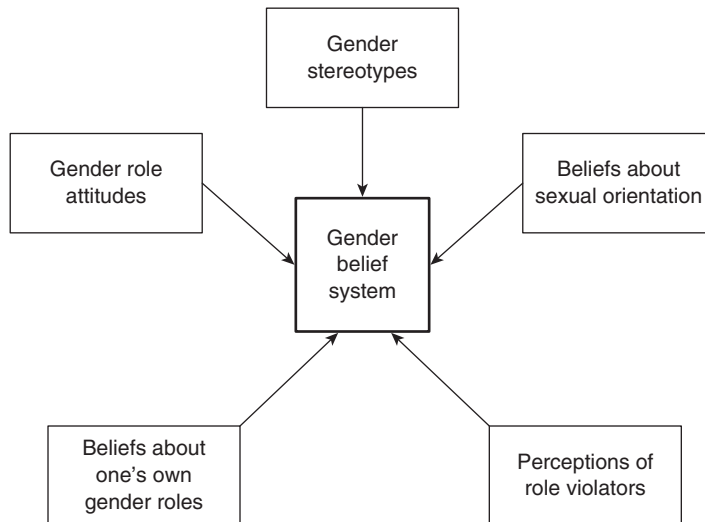 Gender
stereotypes
Gender role
attitudes
Beliefs about
sexual orientation
Gender
belief
system
Beliefs about
one's own
gender roles
Perceptions of
role violators